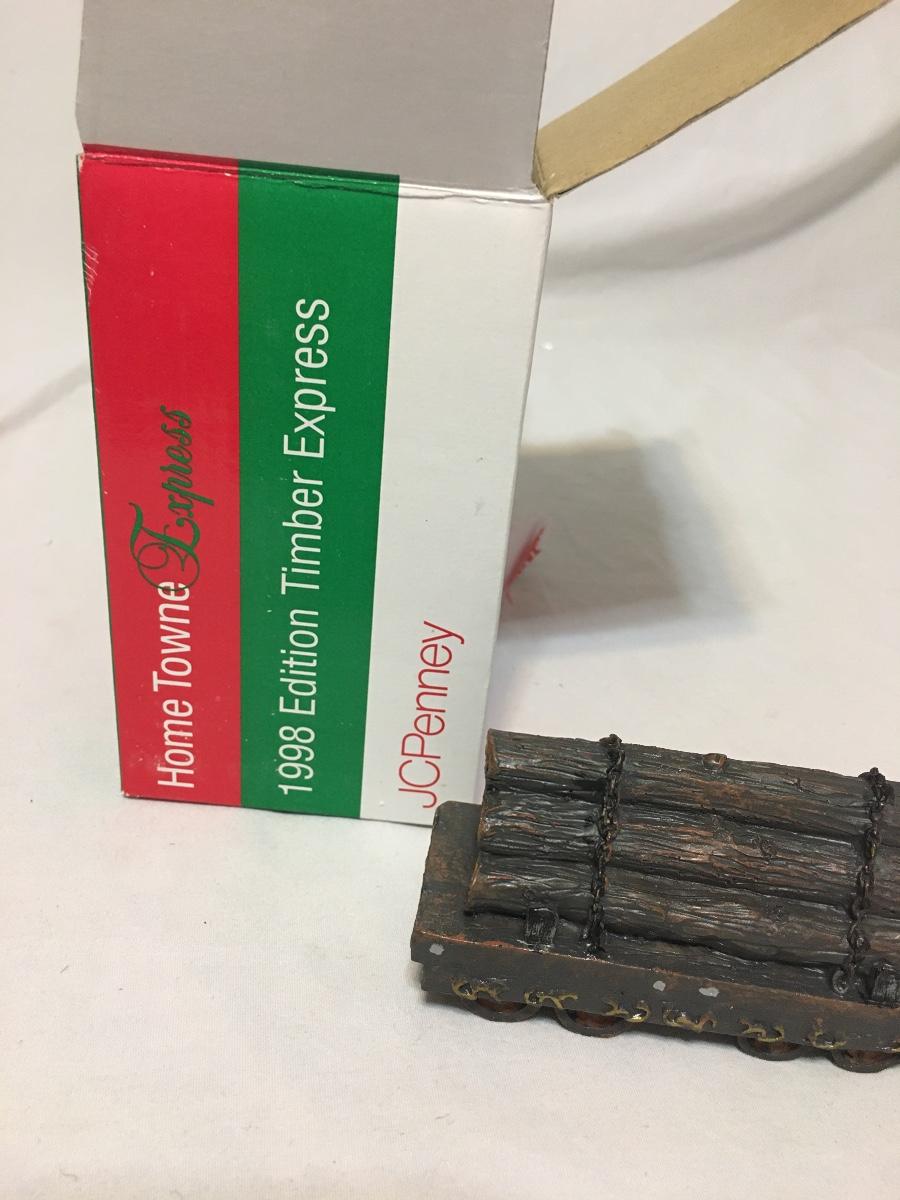 Home Towne Express
1998 Edition Timber Express
JCPenney